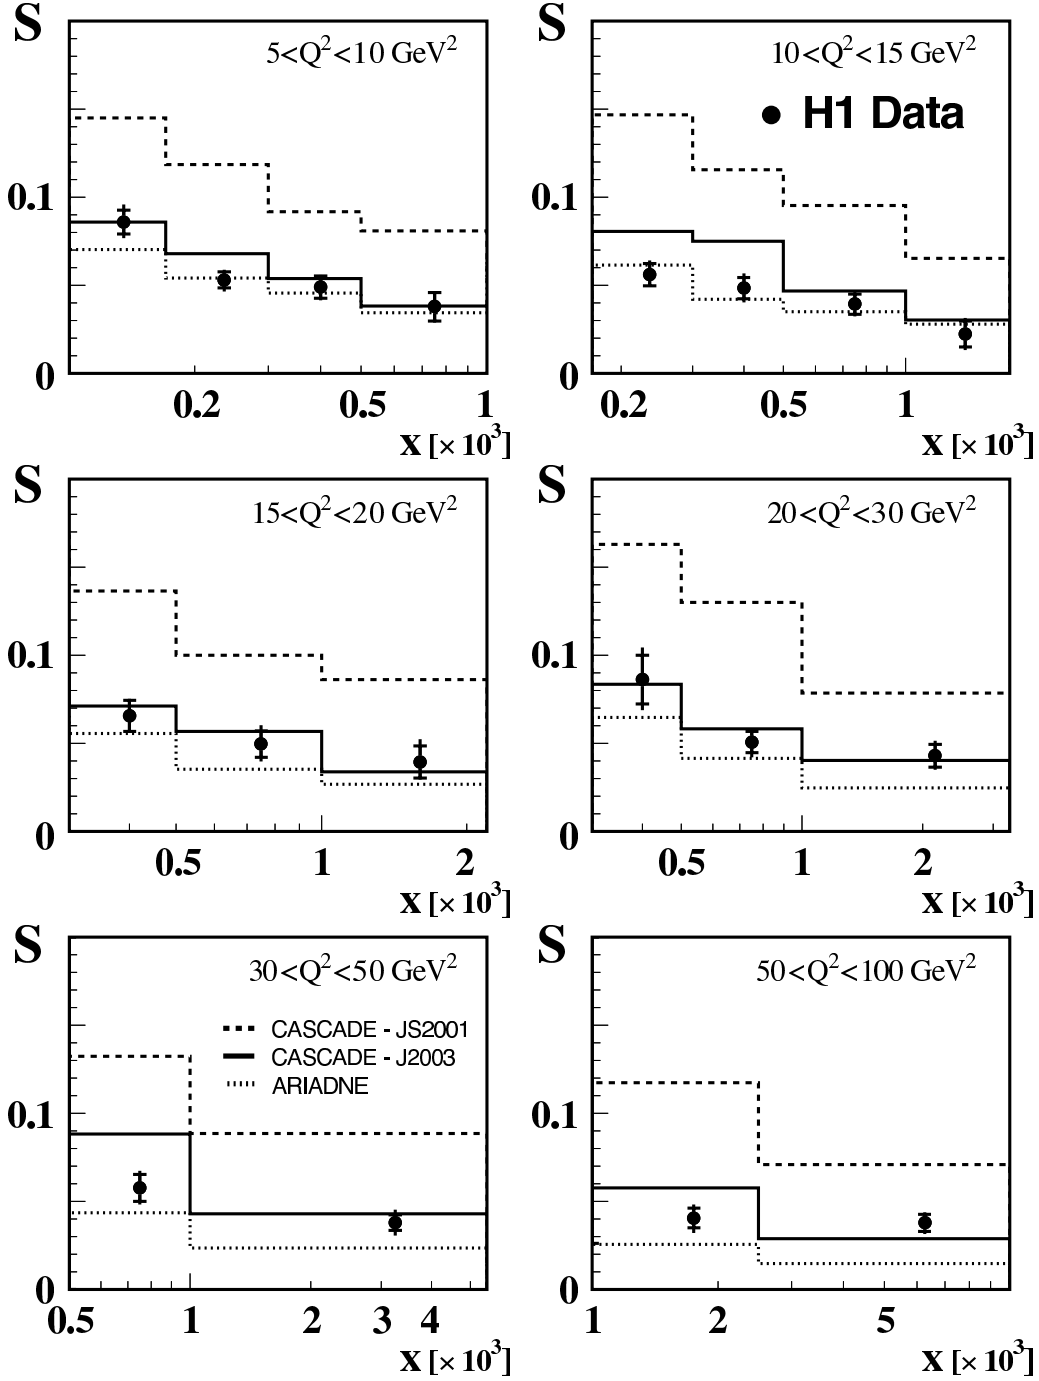 S
5<Q²<10 GeV²
0.1
0
0.2 0.5 1
x [× 10³]
S
10<Q²<15 GeV²
H1 Data
0.1
0
0.2 0.5 1
x [× 10³]
S
15<Q²<20 GeV²
0.1
0
0.5 1 2
x [× 10³]
S
20<Q²<30 GeV²
0.1
0
0.5 1 2
x [× 10³]
S
30<Q²<50 GeV²
CASCADE - JS2001
CASCADE - J2003
ARIADNE
0.1
0
0.5 1 2 3 4
x [× 10³]
S
50<Q²<100 GeV²
0.1
0
1 2 5
x [× 10³]